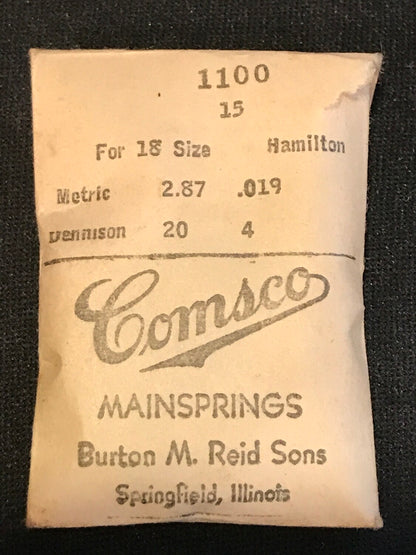 1100
15
For 18 Size Hamilton
Metric 2.87 .019
Dennison 20 4
Comsco
MAINSPRINGS
Burton M. Reid Sons
Springfield, Illinois